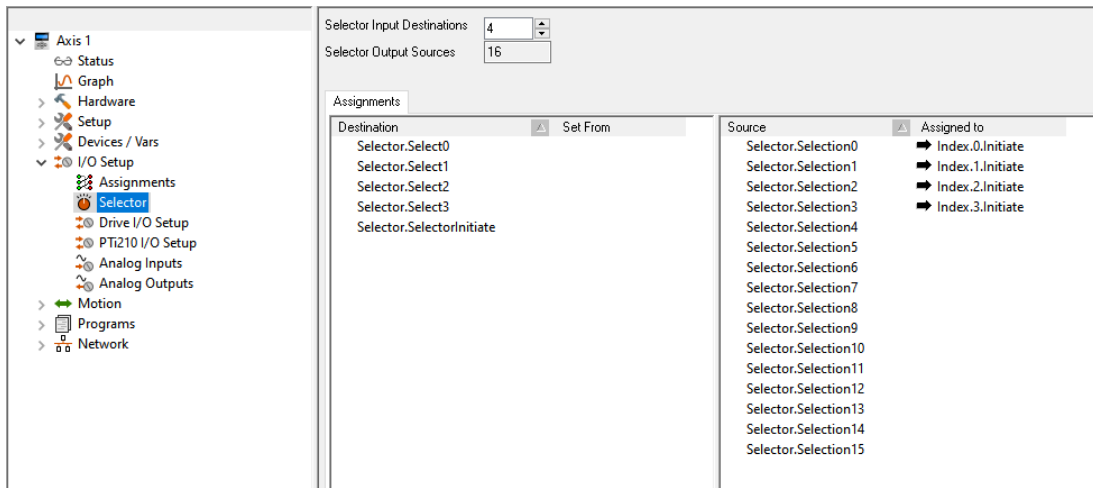 Axis 1
Status
Graph
Hardware
Setup
Devices / Vars
I/O Setup
Assignments
Selector
Drive I/O Setup
PTi210 I/O Setup
Analog Inputs
Analog Outputs
Motion
Programs
Network
Selector Input Destinations 4
Selector Output Sources 16
Assignments
Destination Set From
Selector.Select0
Selector.Select1
Selector.Select2
Selector.Select3
Selector.SelectorInitiate
Source Assigned to
Selector.Selection0 Index.0.Initiate
Selector.Selection1 Index.1.Initiate
Selector.Selection2 Index.2.Initiate
Selector.Selection3 Index.3.Initiate
Selector.Selection4
Selector.Selection5
Selector.Selection6
Selector.Selection7
Selector.Selection8
Selector.Selection9
Selector.Selection10
Selector.Selection11
Selector.Selection12
Selector.Selection13
Selector.Selection14
Selector.Selection15